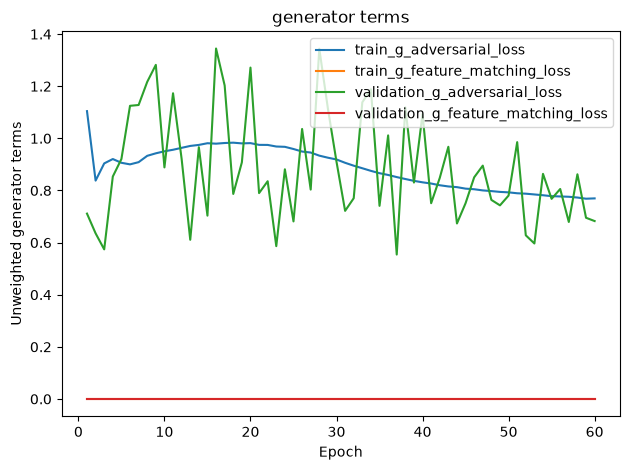 generator terms
train_g_adversarial_loss
train_g_feature_matching_loss
validation_g_adversarial_loss
validation_g_feature_matching_loss
Unweighted generator terms
1.4
1.2
1.0
0.8
0.6
0.4
0.2
0.0
0 10 20 30 40 50 60
Epoch